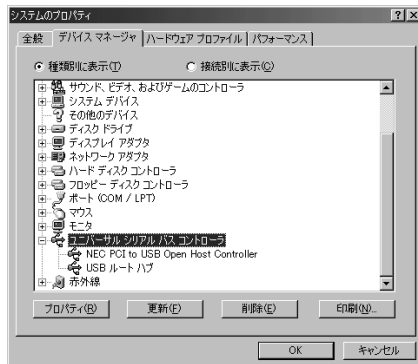 システムのプロパティ
全般 デバイス マネージャ ハードウェア プロファイル パフォーマンス
種類別に表示(T) 接続別に表示(C)
サウンド、ビデオ、およびゲームのコントローラ
システム デバイス
その他のデバイス
ディスク ドライブ
ディスプレイ アダプタ
ネットワーク アダプタ
ハード ディスク コントローラ
フロッピー ディスク コントローラ
ポート (COM / LPT)
マウス
モニタ
ユニバーサル シリアル バス コントローラ
NEC PCI to USB Open Host Controller
USB ルート ハブ
赤外線
プロパティ(R) 更新(F) 削除(E) 印刷(N)...
OK キャンセル